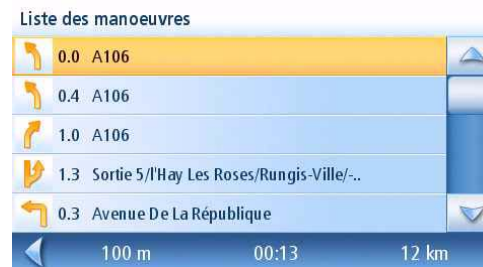 Liste des manoeuvres
0.0 A106
0.4 A106
1.0 A106
1.3 Sortie 5/l'Hay Les Roses/Rungis-Ville/-..
0.3 Avenue De La République
100 m 00:13 12 km